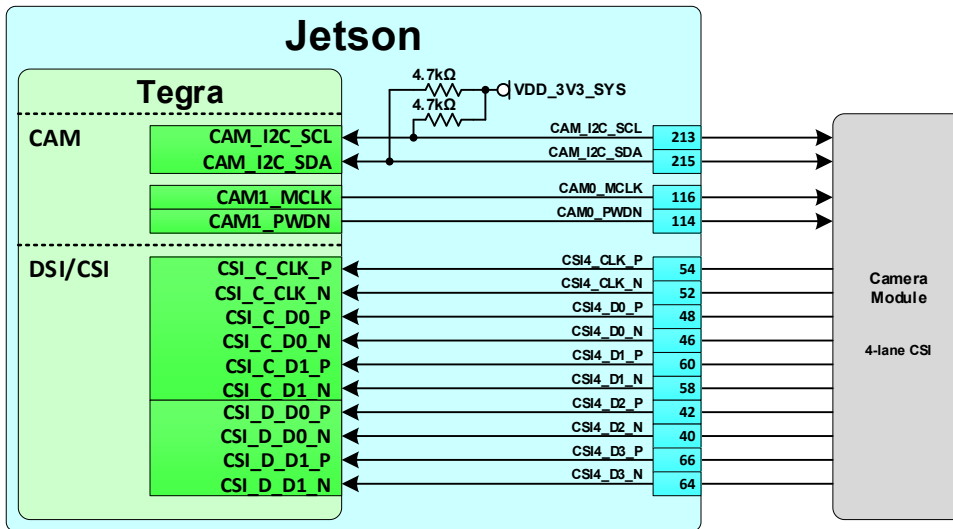 Jetson
Tegra
4.7kΩ
VDD_3V3_SYS
4.7kΩ
CAM
CAM_I2C_SCL
CAM_I2C_SCL
213
CAM_I2C_SDA
CAM_I2C_SDA
215
CAM1_MCLK
CAM0_MCLK
116
CAM1_PWDN
CAM0_PWDN
114
DSI/CSI
CSI_C_CLK_P
CSI4_CLK_P
54
CSI_C_CLK_N
CSI4_CLK_N
52
CSI_C_D0_P
CSI4_D0_P
48
CSI_C_D0_N
CSI4_D0_N
46
CSI_C_D1_P
CSI4_D1_P
60
CSI_C_D1_N
CSI4_D1_N
58
CSI_D_D0_P
CSI4_D2_P
42
CSI_D_D0_N
CSI4_D2_N
40
CSI_D_D1_P
CSI4_D3_P
66
CSI_D_D1_N
CSI4_D3_N
64
Camera
Module
4-lane CSI